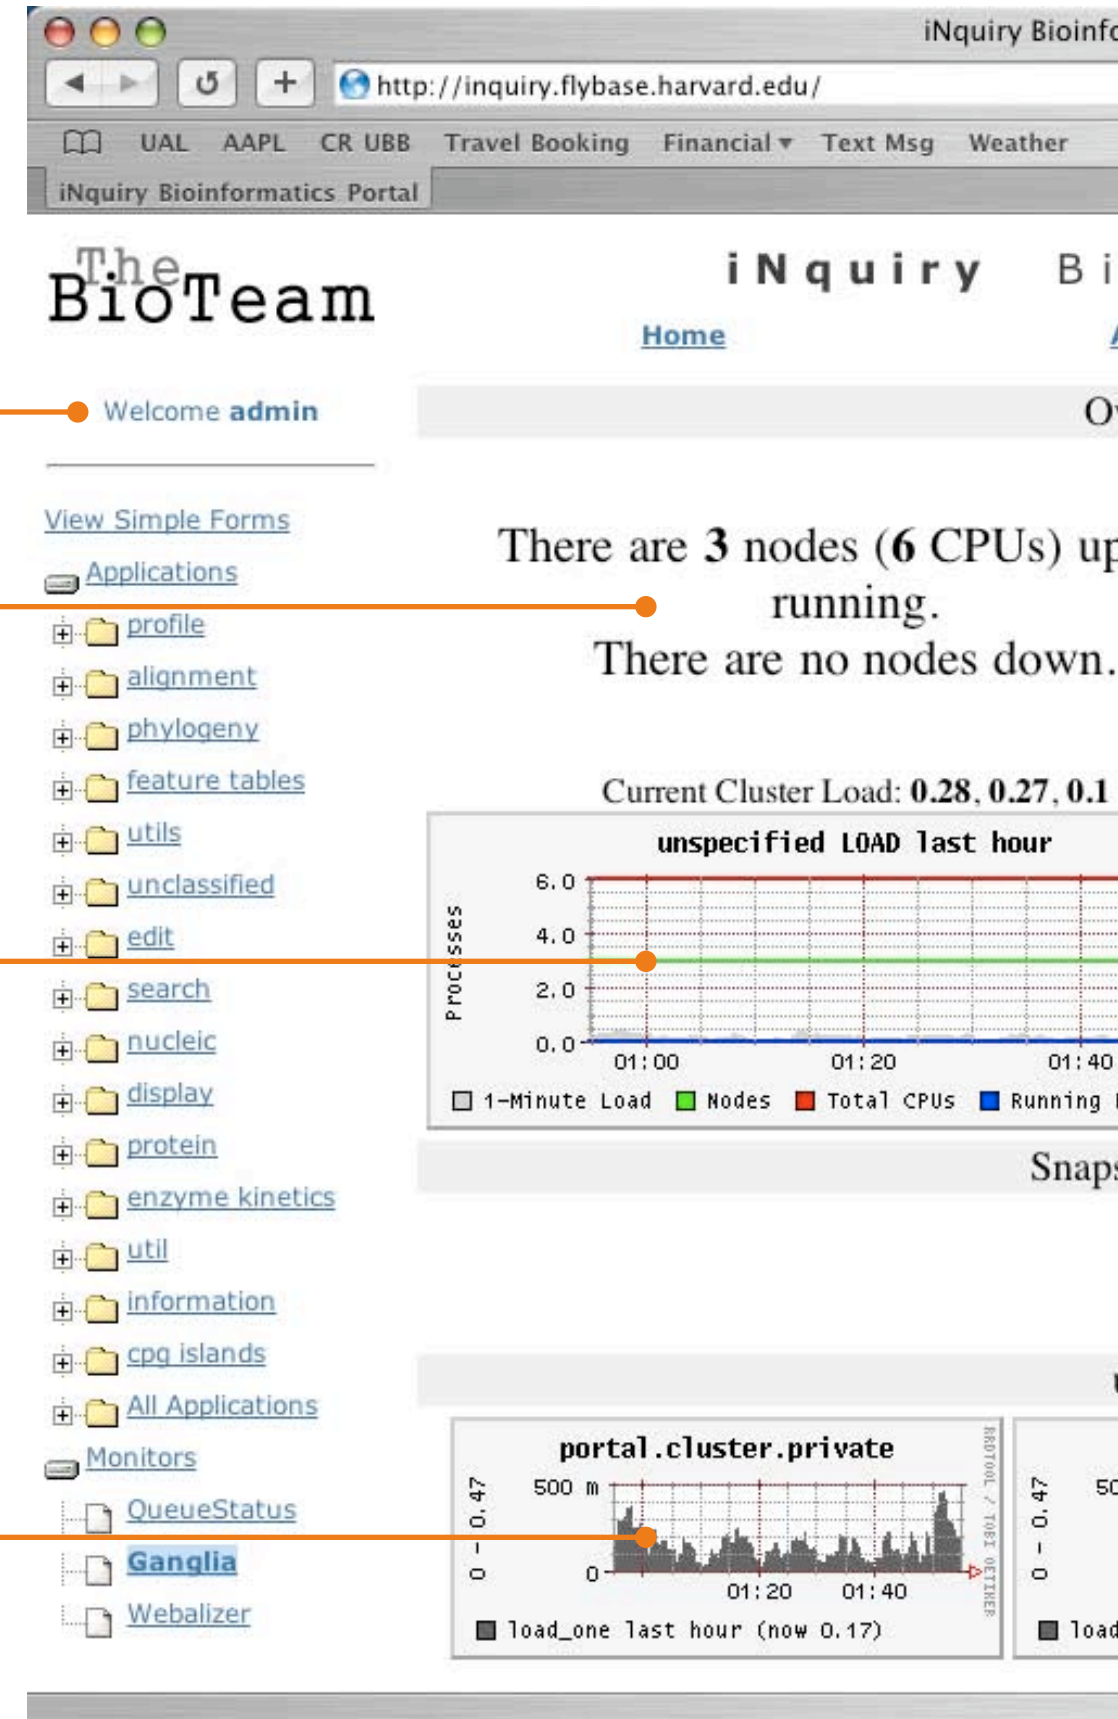 iNquiry Bioinfo
http://inquiry.flybase.harvard.edu/
UAL AAPL CR UBB Travel Booking Financial Text Msg Weather
iNquiry Bioinformatics Portal
The
BioTeam
iNquiry Bi
Home
Welcome admin
View Simple Forms
Applications
profile
alignment
phylogeny
feature tables
utils
unclassified
edit
search
nucleic
display
protein
enzyme kinetics
util
information
cpg islands
All Applications
Monitors
QueueStatus
Ganglia
Webalizer
There are 3 nodes (6 CPUs) up
running.
There are no nodes down.
Current Cluster Load: 0.28, 0.27, 0.1
unspecified LOAD last hour
Processes
6.0
4.0
2.0
0.0
01:00 01:20 01:40
1-Minute Load Nodes Total CPUs Running
Snaps
portal.cluster.private
0 - 0.47
500 m
0
01:20 01:40
RRDTOOL / TOBI OETIKER
load_one last hour (now 0.17)
0 - 0.47
50
load